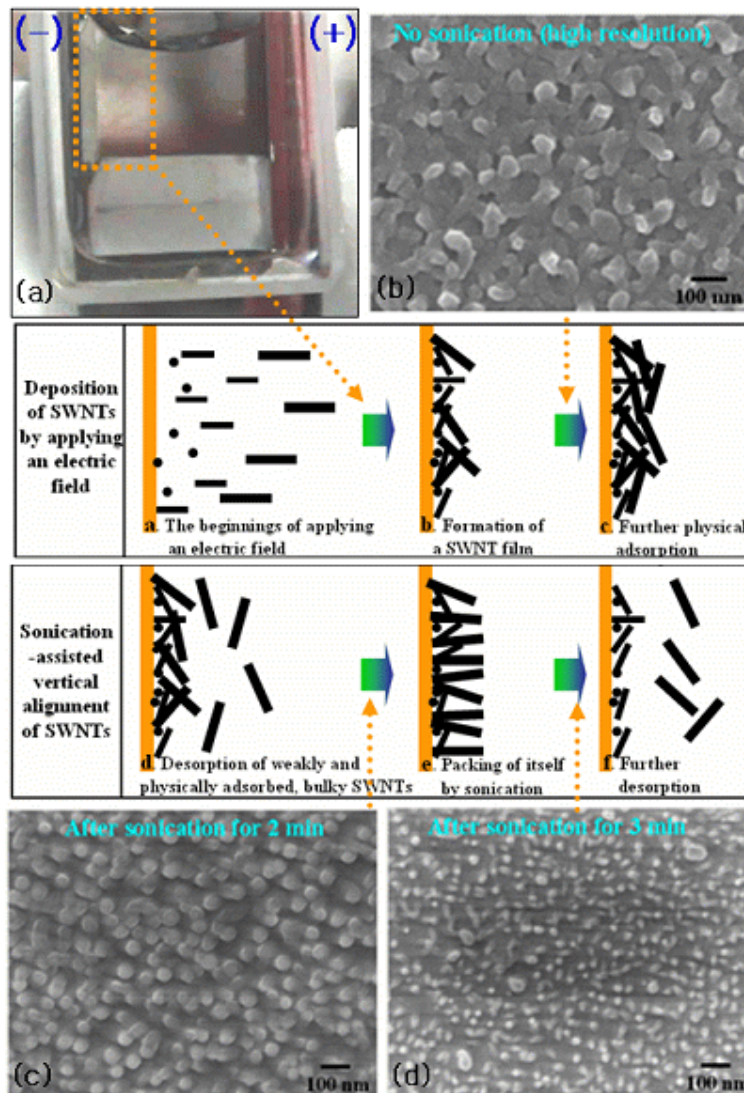 (−) (+)
(a)
No sonication (high resolution)
(b)
100 nm
Deposition
of SWNTs
by applying
an electric
field
a. The beginnings of applying
an electric field
b. Formation of
a SWNT film
c. Further physical
adsorption
Sonication
-assisted
vertical
alignment
of SWNTs
d. Desorption of weakly and
physically adsorbed, bulky SWNTs
e. Packing of itself
by sonication
f. Further
desorption
After sonication for 2 min
(c)
100 nm
After sonication for 3 min
(d)
100 nm